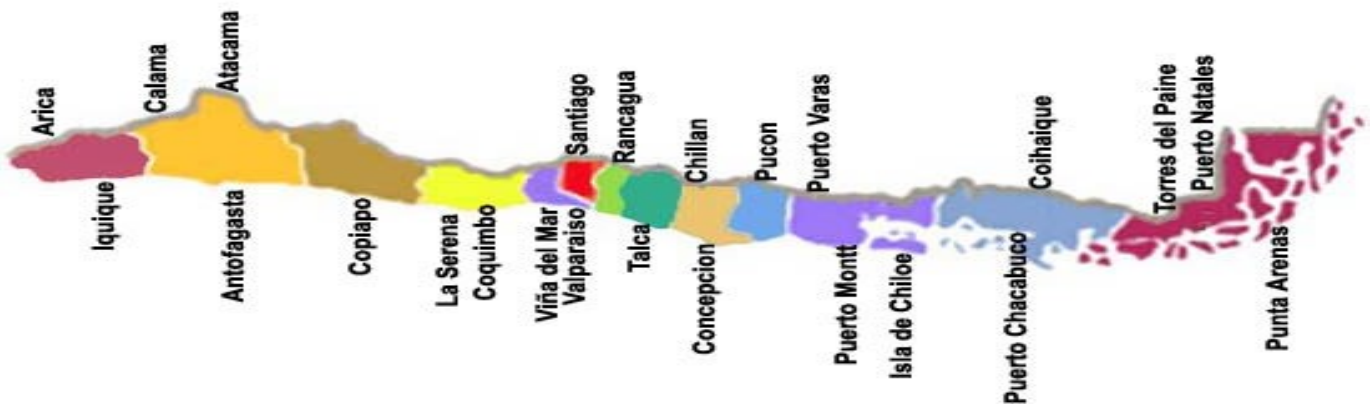 Arica
Calama
Atacama
Santiago
Rancagua
Chillan
Pucon
Puerto Varas
Coihaique
Torres del Paine
Puerto Natales
Iquique
Antofagasta
Copiapo
La Serena
Coquimbo
Viña del Mar
Valparaiso
Talca
Concepcion
Puerto Montt
Isla de Chiloe
Puerto Chacabuco
Punta Arenas